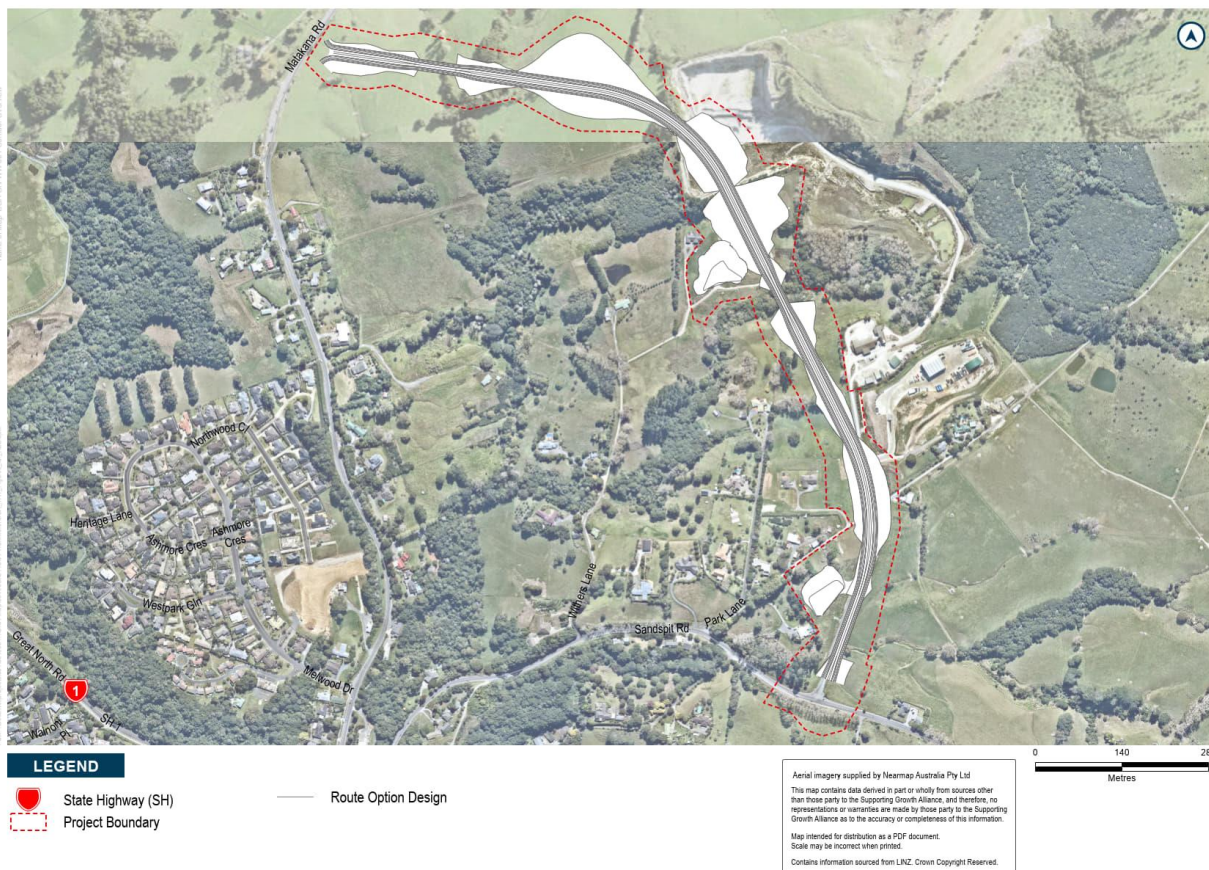 Matakana Rd
Northwood Cl
Heritage Lane
Ashmore Cres
Ashmore
Cres
Westpark Gln
Withers Lane
Park Lane
Sandspit Rd
Melwood Dr
Great North Rd
1
SH 1
Pl
LEGEND
State Highway (SH)
Project Boundary
Route Option Design
0 140 28
Metres
Aerial imagery supplied by Nearmap Australia Pty Ltd
This map contains data derived in part or wholly from sources other
than those party to the Supporting Growth Alliance, and therefore, no
representations or warranties are made by those party to the Supporting
Growth Alliance as to the accuracy or completeness of this information.
Map intended for distribution as a PDF document.
Scale may be incorrect when printed.
Contains information sourced from LINZ. Crown Copyright Reserved.